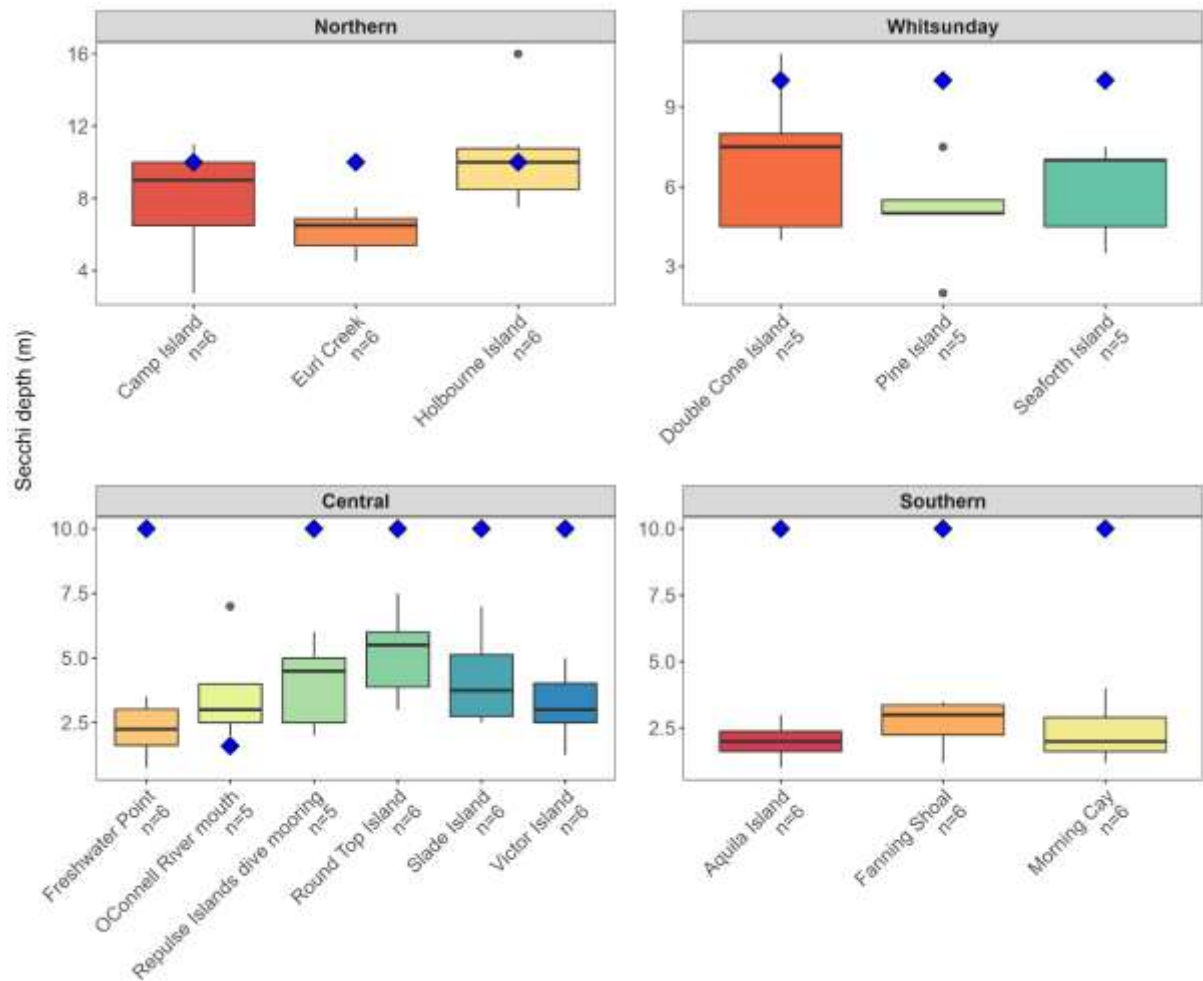 Northern
Whitsunday
16
12
8
4
9
6
3
Camp Island
n=6
Euri Creek
n=6
Holbourne Island
n=6
Double Cone Island
n=5
Pine Island
n=5
Seaforth Island
n=5
Secchi depth (m)
Central
Southern
10.0
7.5
5.0
2.5
10.0
7.5
5.0
2.5
Freshwater Point
n=6
OConnell River mouth
n=5
Repulse Islands dive mooring
n=5
Round Top Island
n=6
Slade Island
n=6
Victor Island
n=6
Aquila Island
n=6
Fanning Shoal
n=6
Morning Cay
n=6